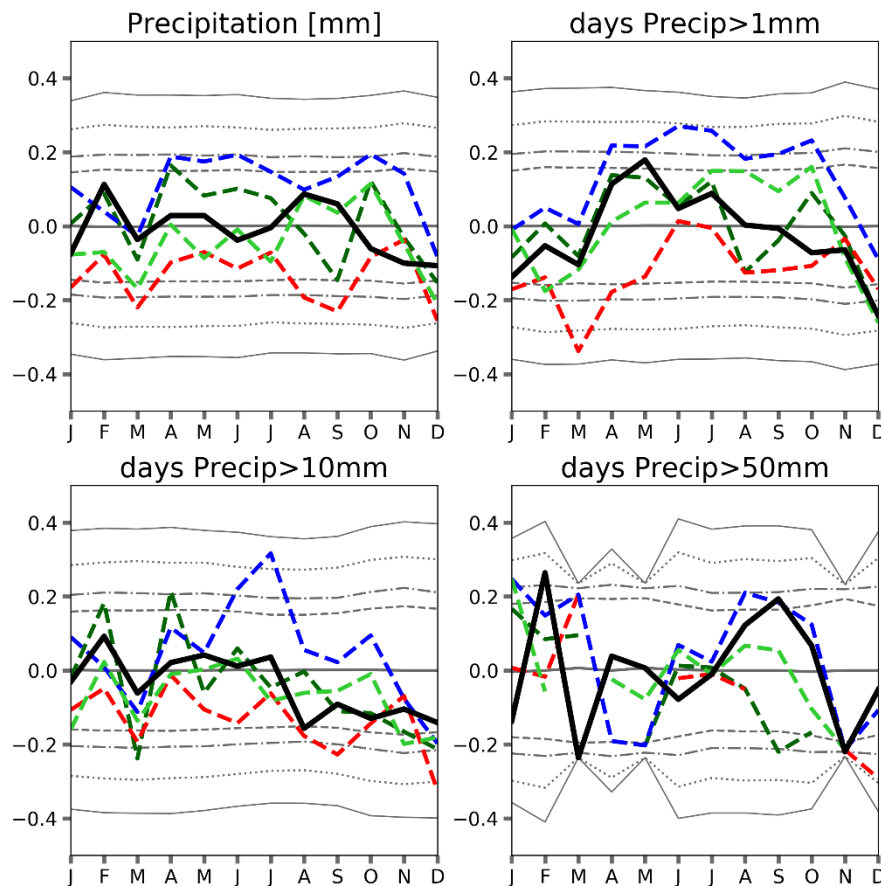 Precipitation [mm]
0.4
0.2
0.0
−0.2
−0.4
J F M A M J J A S O N D
days Precip>1mm
0.4
0.2
0.0
−0.2
−0.4
J F M A M J J A S O N D
days Precip>10mm
0.4
0.2
0.0
−0.2
−0.4
J F M A M J J A S O N D
days Precip>50mm
0.4
0.2
0.0
−0.2
−0.4
J F M A M J J A S O N D